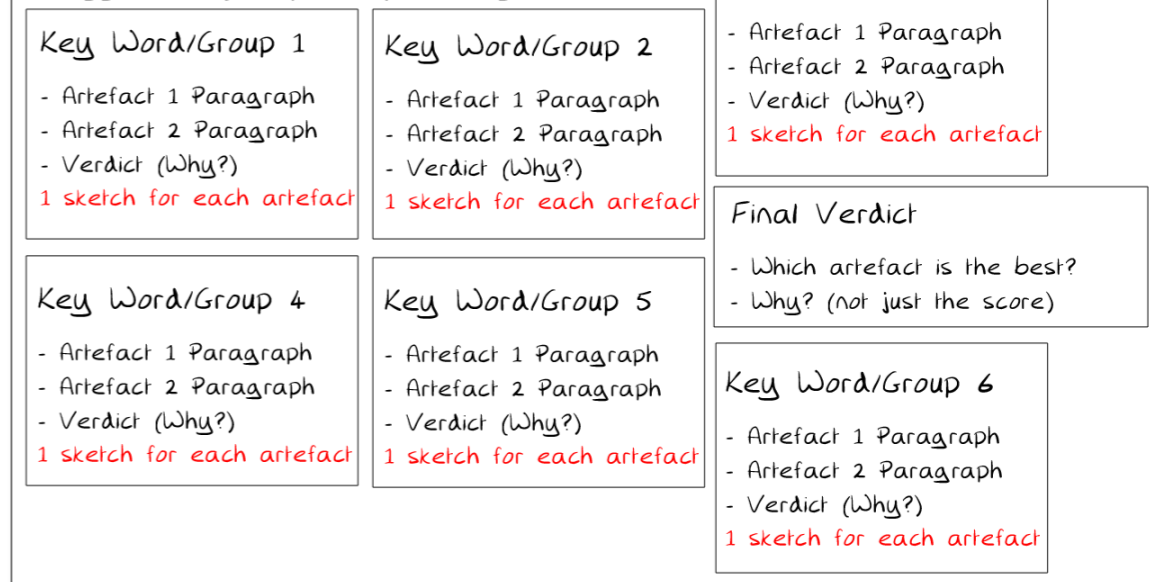 Key Word/Group 1
- Artefact 1 Paragraph
- Artefact 2 Paragraph
- Verdict (Why?)
1 sketch for each artefact
Key Word/Group 2
- Artefact 1 Paragraph
- Artefact 2 Paragraph
- Verdict (Why?)
1 sketch for each artefact
- Artefact 1 Paragraph
- Artefact 2 Paragraph
- Verdict (Why?)
1 sketch for each artefact
Final Verdict
- Which artefact is the best?
- Why? (not just the score)
Key Word/Group 4
- Artefact 1 Paragraph
- Artefact 2 Paragraph
- Verdict (Why?)
1 sketch for each artefact
Key Word/Group 5
- Artefact 1 Paragraph
- Artefact 2 Paragraph
- Verdict (Why?)
1 sketch for each artefact
Key Word/Group 6
- Artefact 1 Paragraph
- Artefact 2 Paragraph
- Verdict (Why?)
1 sketch for each artefact